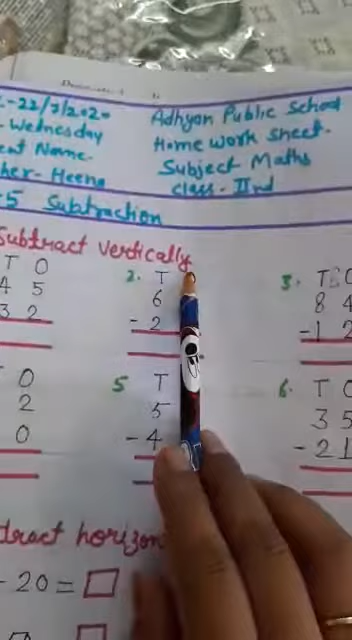 -22/7/2020
Adhyan Public School
- Wednesday
Home work sheet.
ent Name-
Subject Maths
her- Heena
Class - IInd
-5 Subtraction
Subtract vertically
T O
4 5
3 2
2. T
6
- 2
3. T O
8 4
- 1 2
O
2
0
5 T
5
- 4
6. T O
3 5
- 2 1
tract horizon
- 20 = □